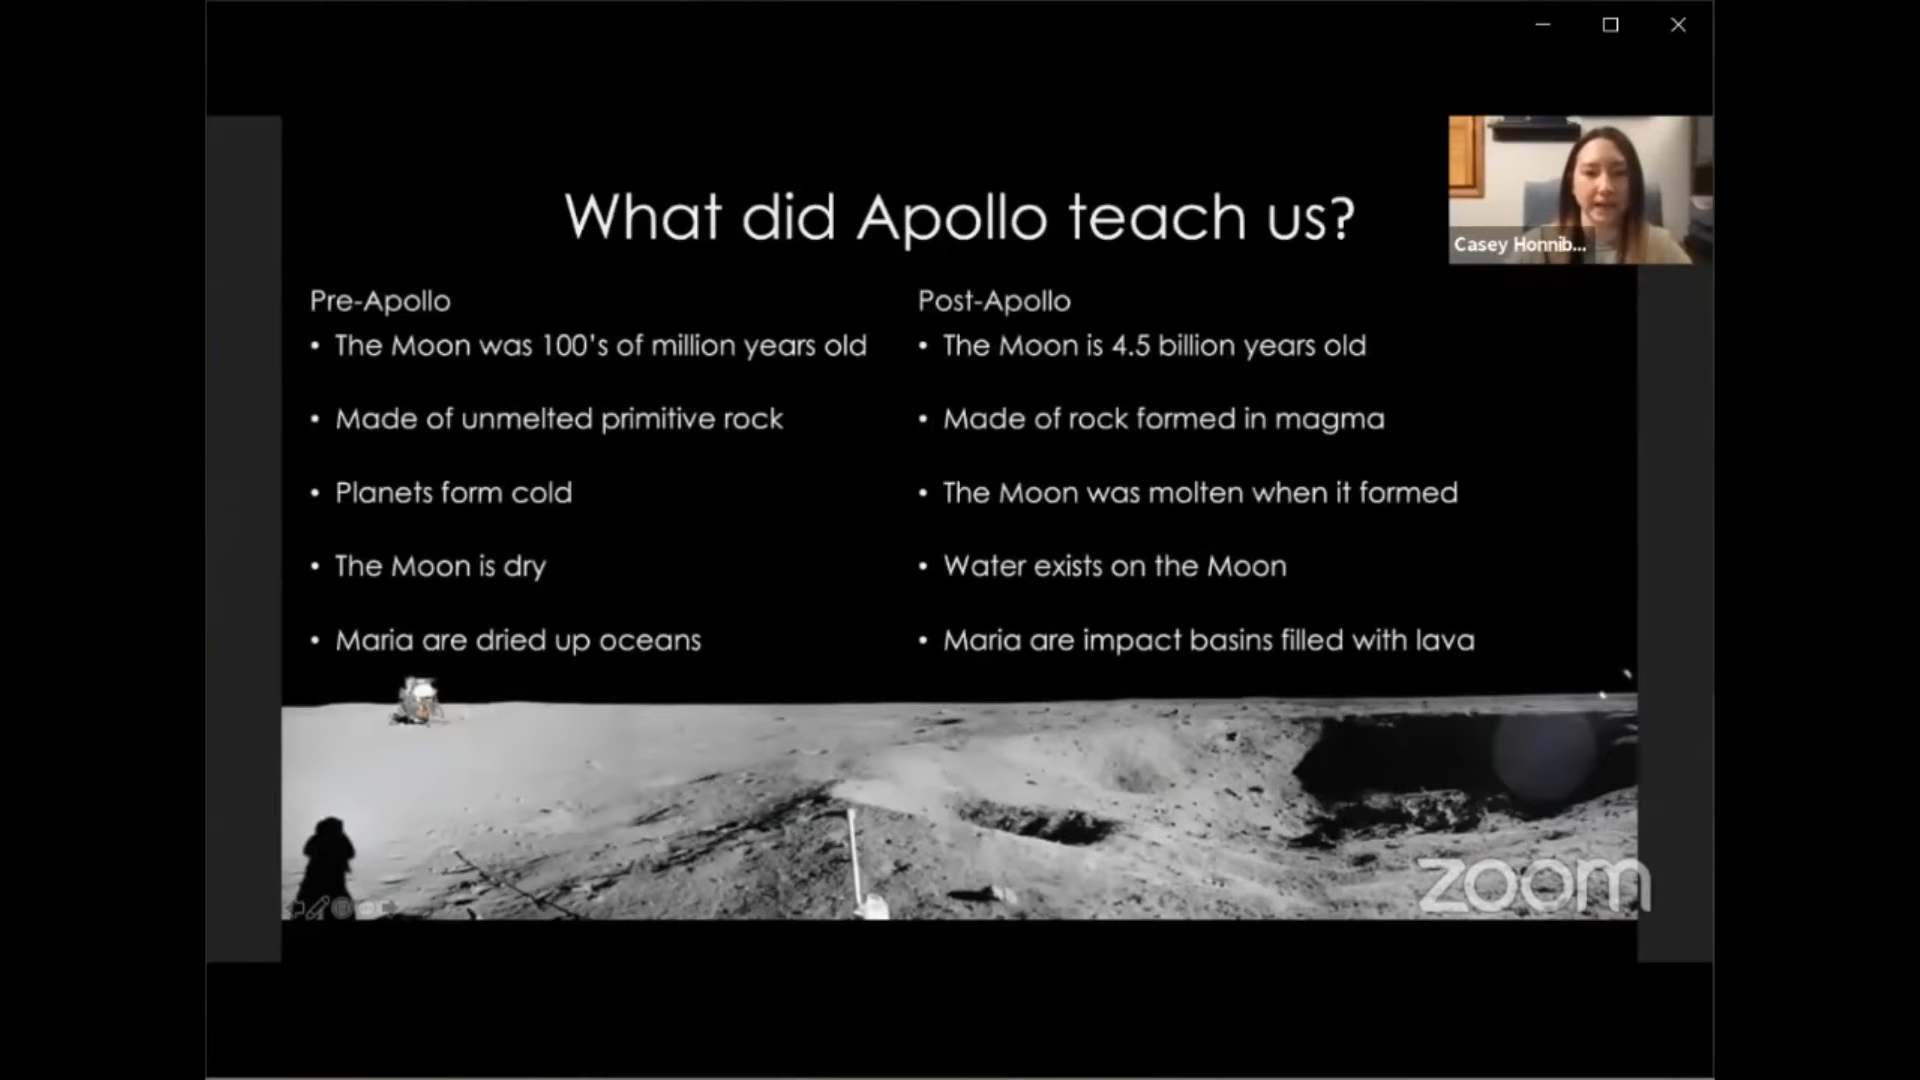 What did Apollo teach us?
Casey Honnib...
Pre-Apollo
• The Moon was 100's of million years old
• Made of unmelted primitive rock
• Planets form cold
• The Moon is dry
• Maria are dried up oceans
Post-Apollo
• The Moon is 4.5 billion years old
• Made of rock formed in magma
• The Moon was molten when it formed
• Water exists on the Moon
• Maria are impact basins filled with lava
zoom